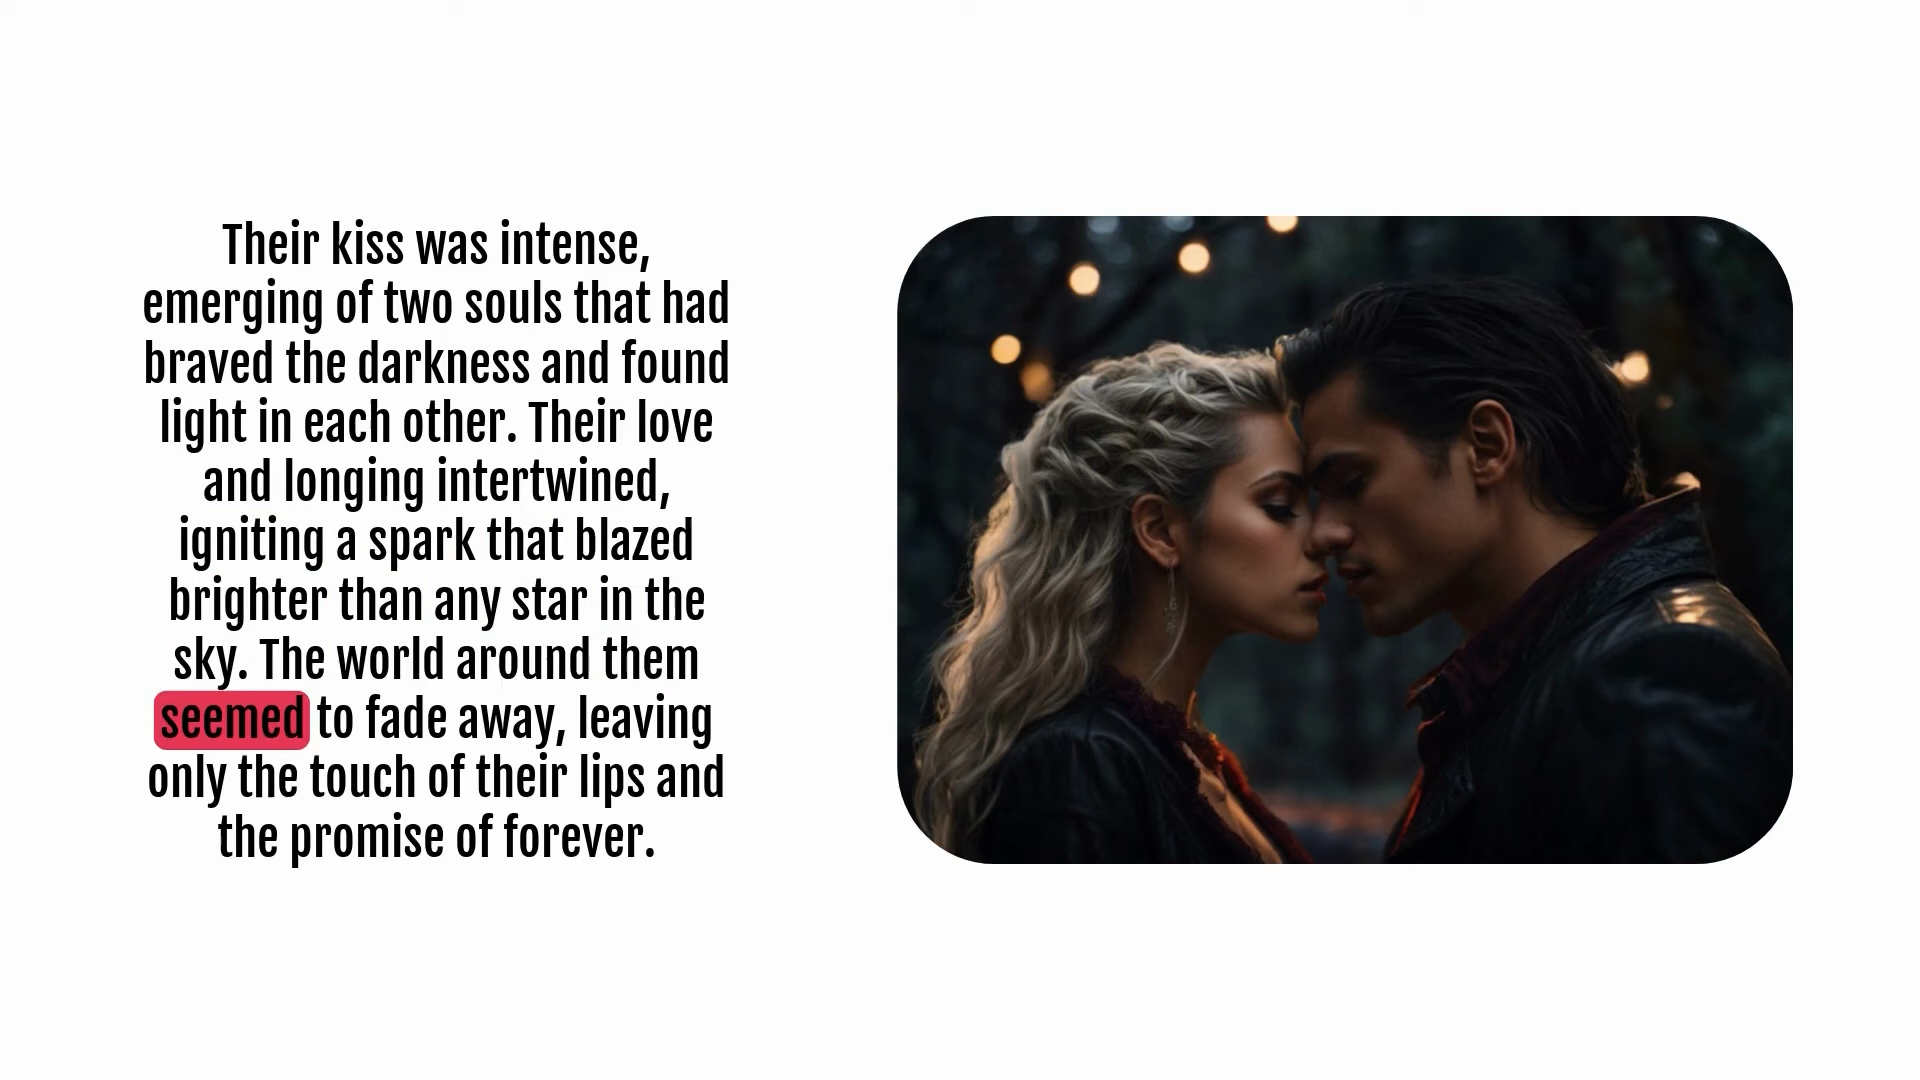 Their kiss was intense,
emerging of two souls that had
braved the darkness and found
light in each other. Their love
and longing intertwined,
igniting a spark that blazed
brighter than any star in the
sky. The world around them
seemed to fade away, leaving
only the touch of their lips and
the promise of forever.